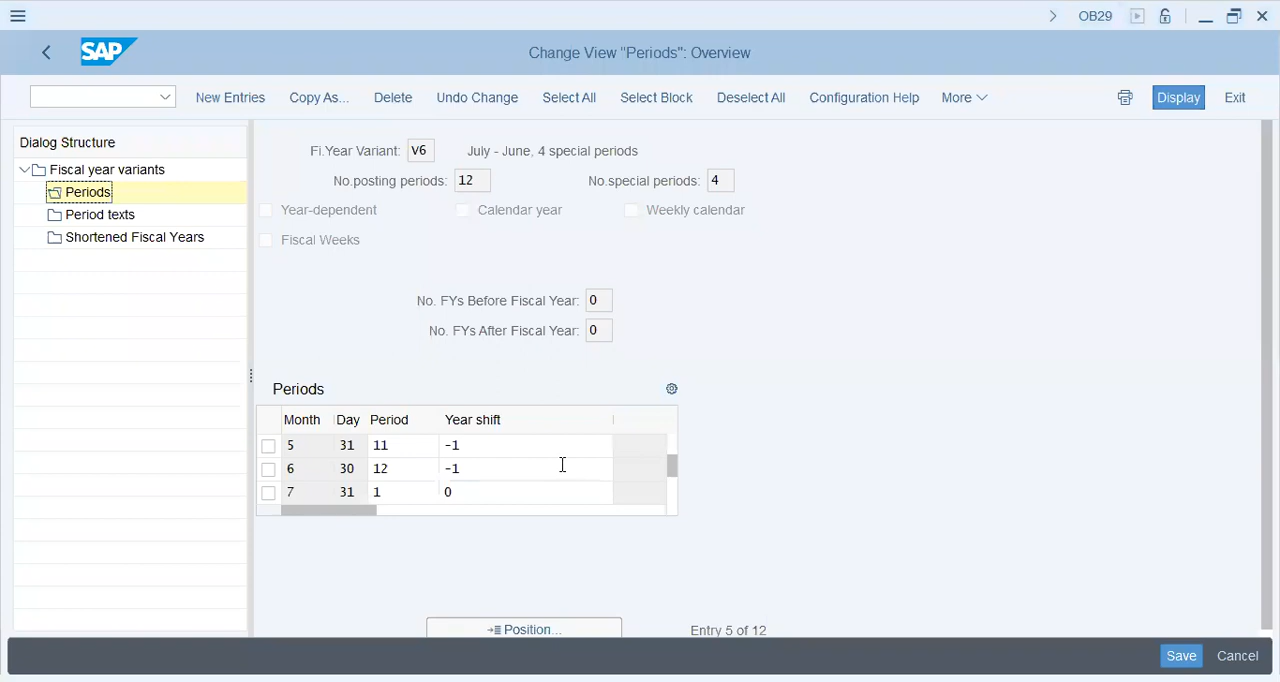 OB29
SAP
Change View "Periods": Overview
New Entries Copy As... Delete Undo Change Select All Select Block Deselect All Configuration Help More Display Exit
Dialog Structure
Fiscal year variants
Periods
Period texts
Shortened Fiscal Years
Fi.Year Variant: V6 July - June, 4 special periods
No.posting periods: 12 No.special periods: 4
Year-dependent Calendar year Weekly calendar
Fiscal Weeks
No. FYs Before Fiscal Year: 0
No. FYs After Fiscal Year: 0
Periods
Month Day Period Year shift
5 31 11 -1
6 30 12 -1
7 31 1 0
Position... Entry 5 of 12
Save Cancel